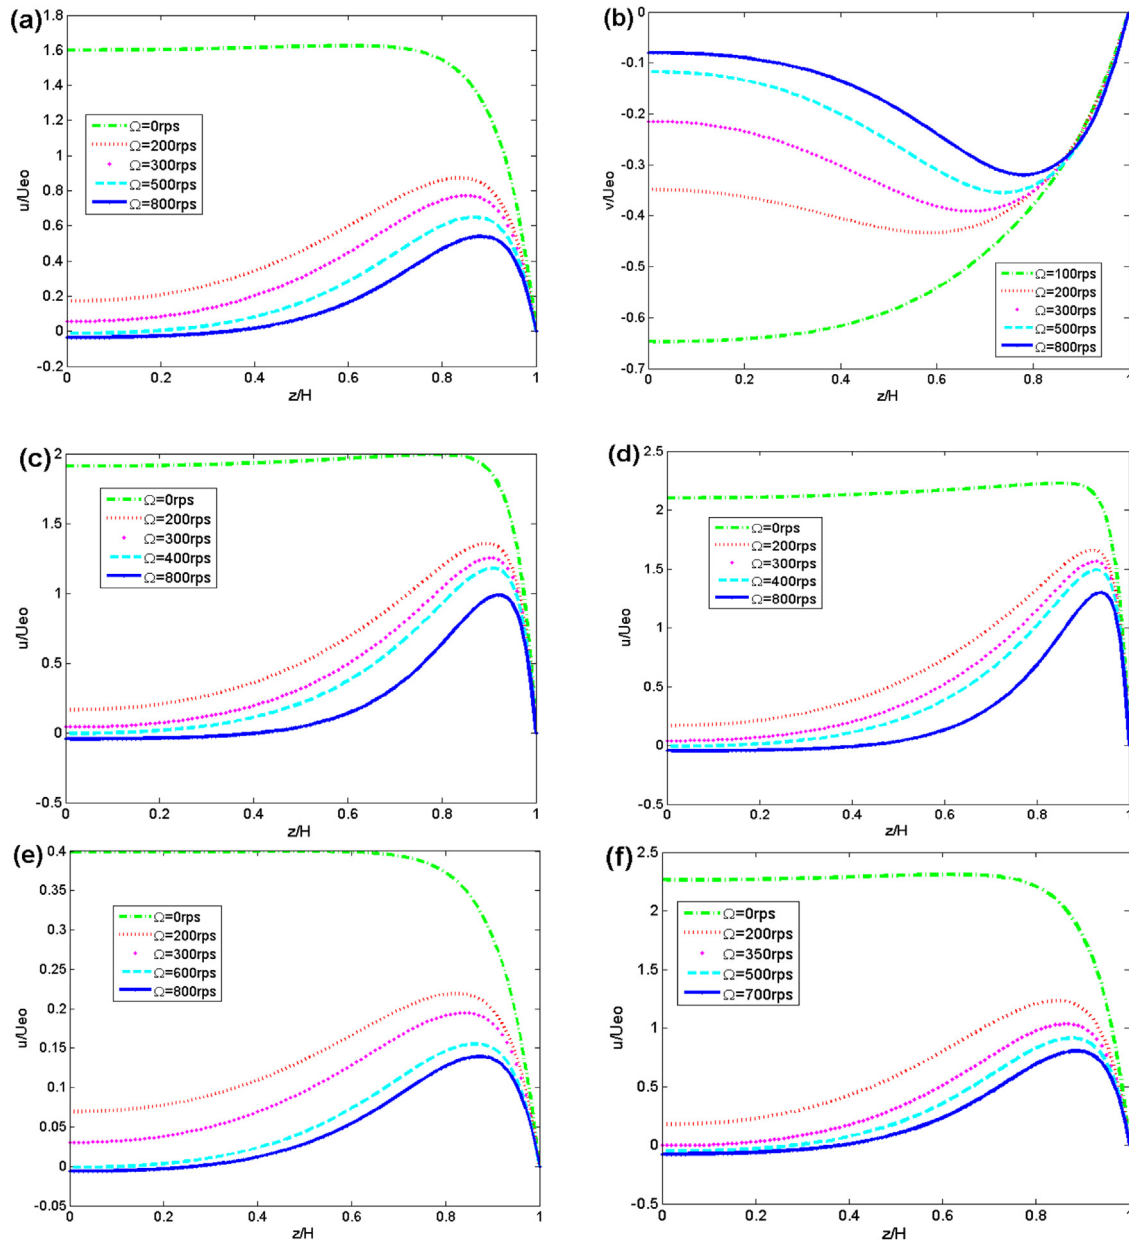 (a)
1.8
1.6
1.4
1.2
1
0.8
0.6
0.4
0.2
0
-0.2
u/Ueo
Ω=0rps
Ω=200rps
Ω=300rps
Ω=500rps
Ω=800rps
0 0.2 0.4 0.6 0.8 1
z/H
(b)
0
-0.1
-0.2
-0.3
-0.4
-0.5
-0.6
-0.7
v/Ueo
Ω=100rps
Ω=200rps
Ω=300rps
Ω=500rps
Ω=800rps
0 0.2 0.4 0.6 0.8 1
z/H
(c)
2
1.5
1
0.5
0
-0.5
u/Ueo
Ω=0rps
Ω=200rps
Ω=300rps
Ω=400rps
Ω=800rps
0 0.2 0.4 0.6 0.8 1
z/H
(d)
2.5
2
1.5
1
0.5
0
-0.5
u/Ueo
Ω=0rps
Ω=200rps
Ω=300rps
Ω=400rps
Ω=800rps
0 0.2 0.4 0.6 0.8 1
z/H
(e)
0.4
0.35
0.3
0.25
0.2
0.15
0.1
0.05
0
-0.05
u/Ueo
Ω=0rps
Ω=200rps
Ω=300rps
Ω=600rps
Ω=800rps
0 0.2 0.4 0.6 0.8 1
z/H
(f)
2.5
2
1.5
1
0.5
0
-0.5
u/Ueo
Ω=0rps
Ω=200rps
Ω=350rps
Ω=500rps
Ω=700rps
0 0.2 0.4 0.6 0.8 1
z/H